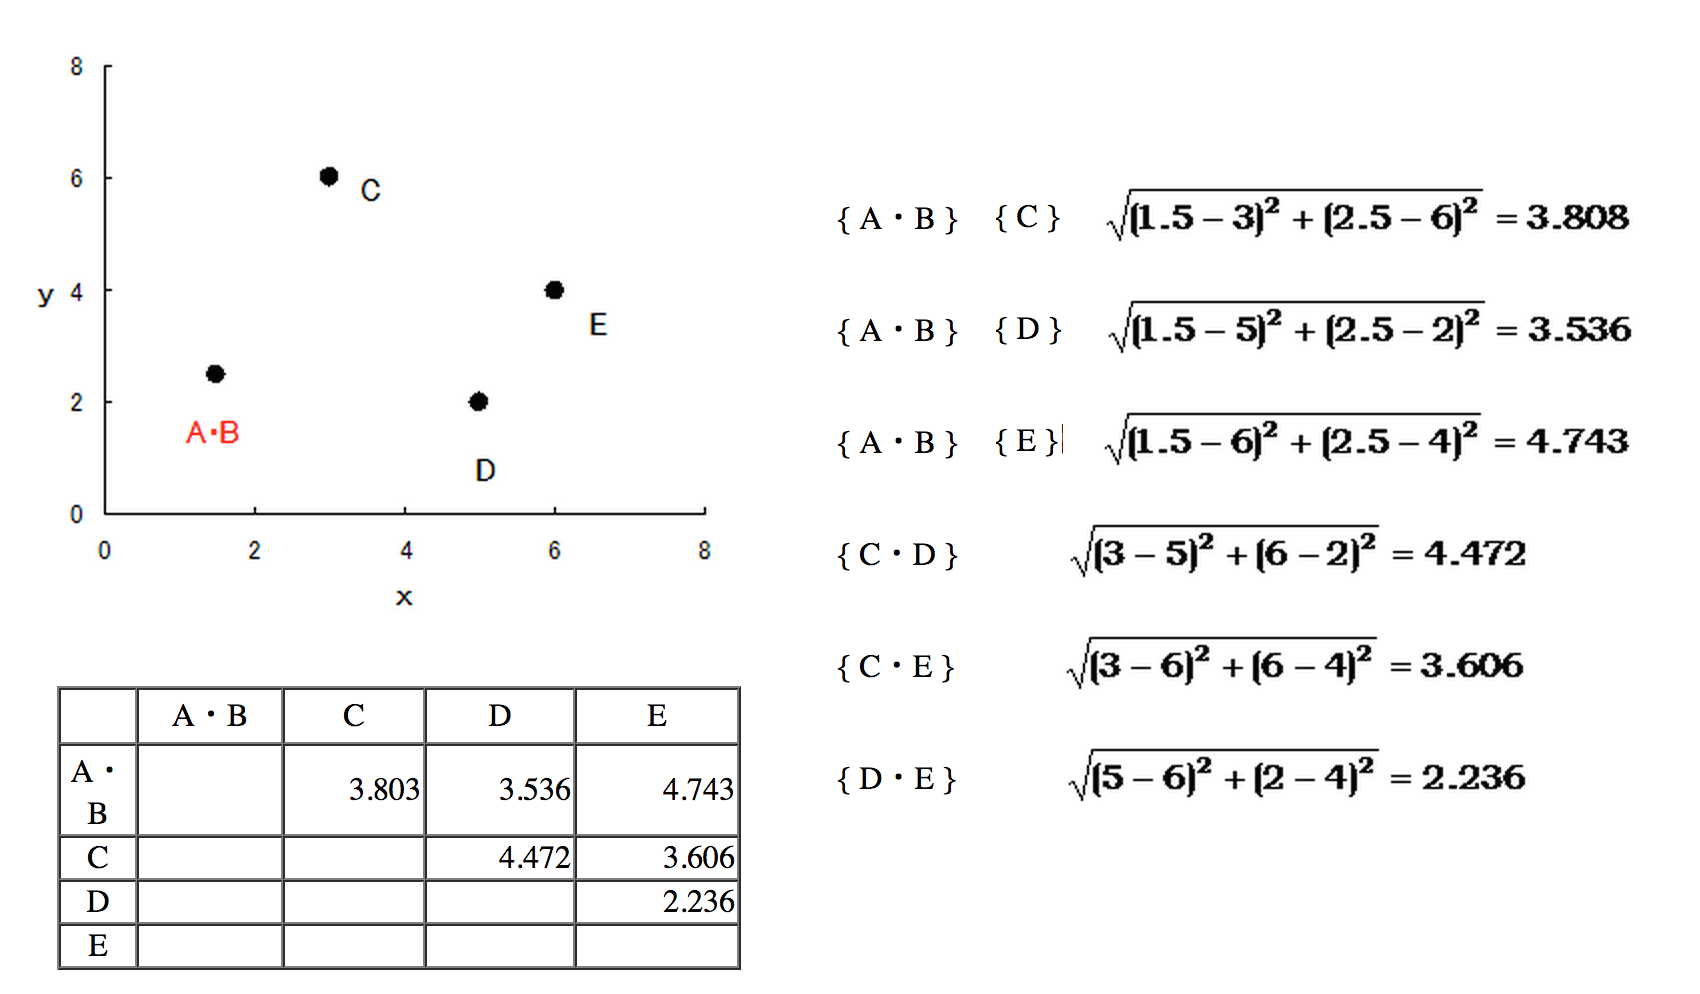 8
6
y 4
2
0
0 2 4 6 8
x
C
E
A・B
D
{ A・B } { C } √(1.5 – 3)² + (2.5 – 6)² = 3.808
{ A・B } { D } √(1.5 – 5)² + (2.5 – 2)² = 3.536
{ A・B } { E } √(1.5 – 6)² + (2.5 – 4)² = 4.743
{ C・D } √(3 – 5)² + (6 – 2)² = 4.472
{ C・E } √(3 – 6)² + (6 – 4)² = 3.606
{ D・E } √(5 – 6)² + (2 – 4)² = 2.236
A・B C D E
A・
B 3.803 3.536 4.743
C 4.472 3.606
D 2.236
E